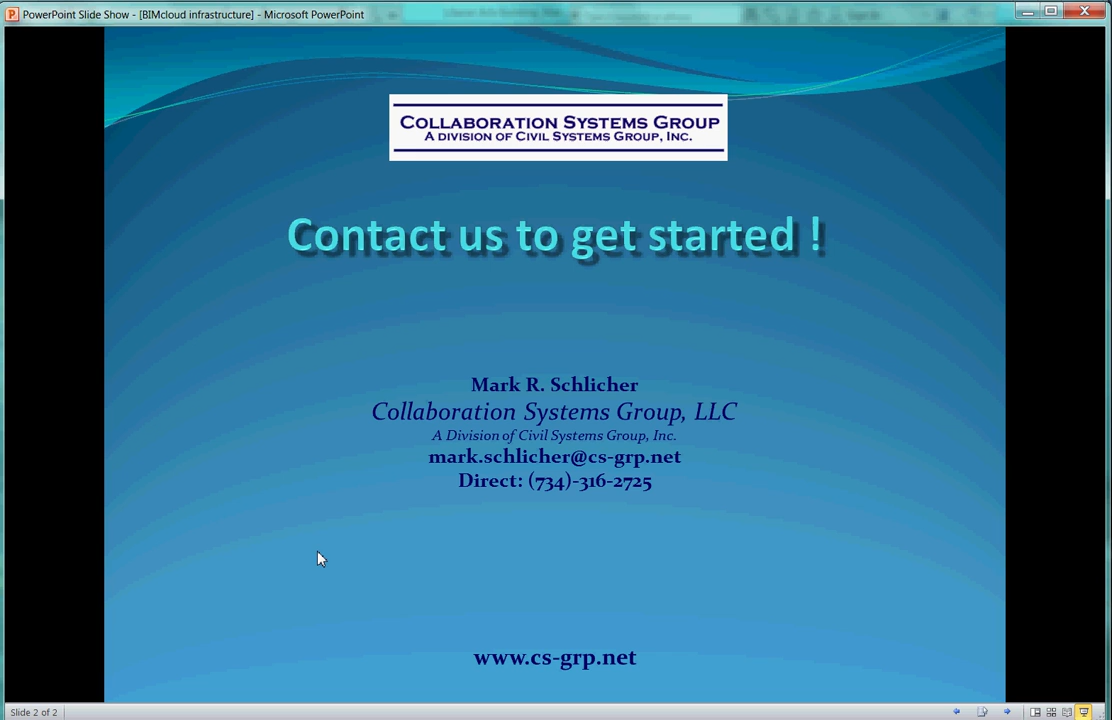 PowerPoint Slide Show - [BIMcloud infrastructure] - Microsoft PowerPoint
COLLABORATION SYSTEMS GROUP
A DIVISION OF CIVIL SYSTEMS GROUP, INC.
Contact us to get started !
Mark R. Schlicher
Collaboration Systems Group, LLC
A Division of Civil Systems Group, Inc.
mark.schlicher@cs-grp.net
Direct: (734)-316-2725
www.cs-grp.net
Slide 2 of 2